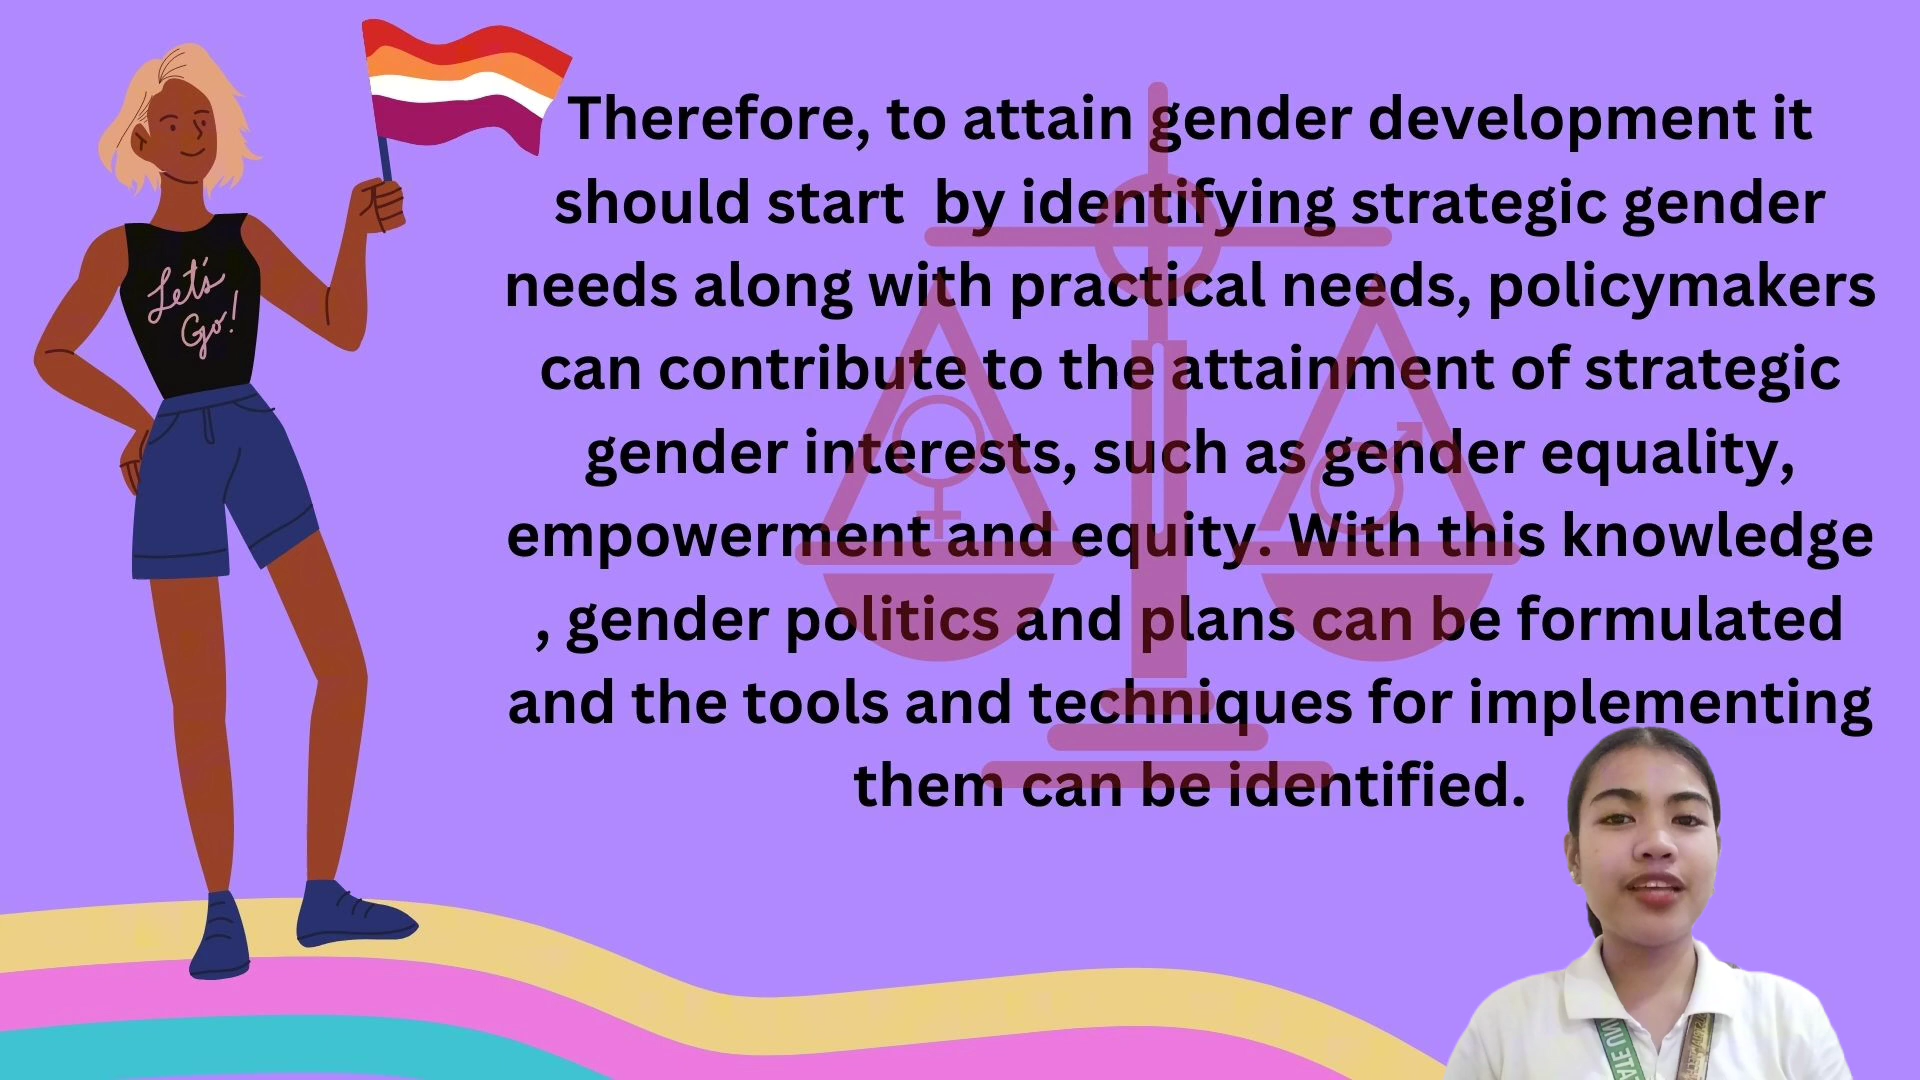 Therefore, to attain gender development it
should start  by identifying strategic gender
needs along with practical needs, policymakers
can contribute to the attainment of strategic
gender interests, such as gender equality,
empowerment and equity. With this knowledge
, gender politics and plans can be formulated
and the tools and techniques for implementing
them can be identified.
Let's
Go!